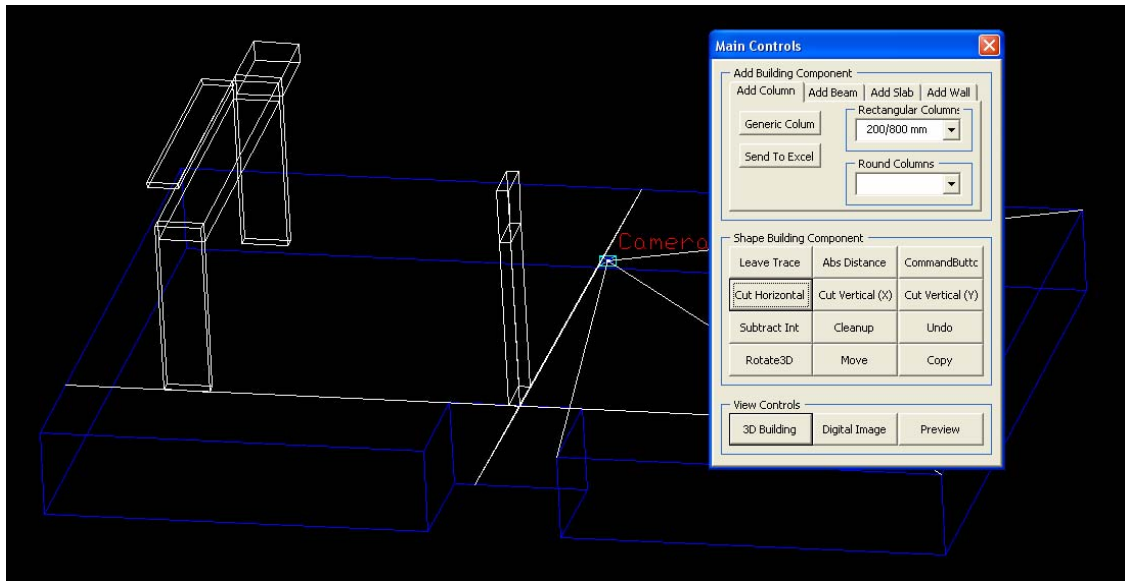 Main Controls
Add Building Component
Add Column Add Beam Add Slab Add Wall
Generic Colum
Rectangular Columns
200/800 mm
Send To Excel
Round Columns
Camera
Shape Building Component
Leave Trace Abs Distance CommandButtc
Cut Horizontal Cut Vertical (X) Cut Vertical (Y)
Subtract Int Cleanup Undo
Rotate3D Move Copy
View Controls
3D Building Digital Image Preview